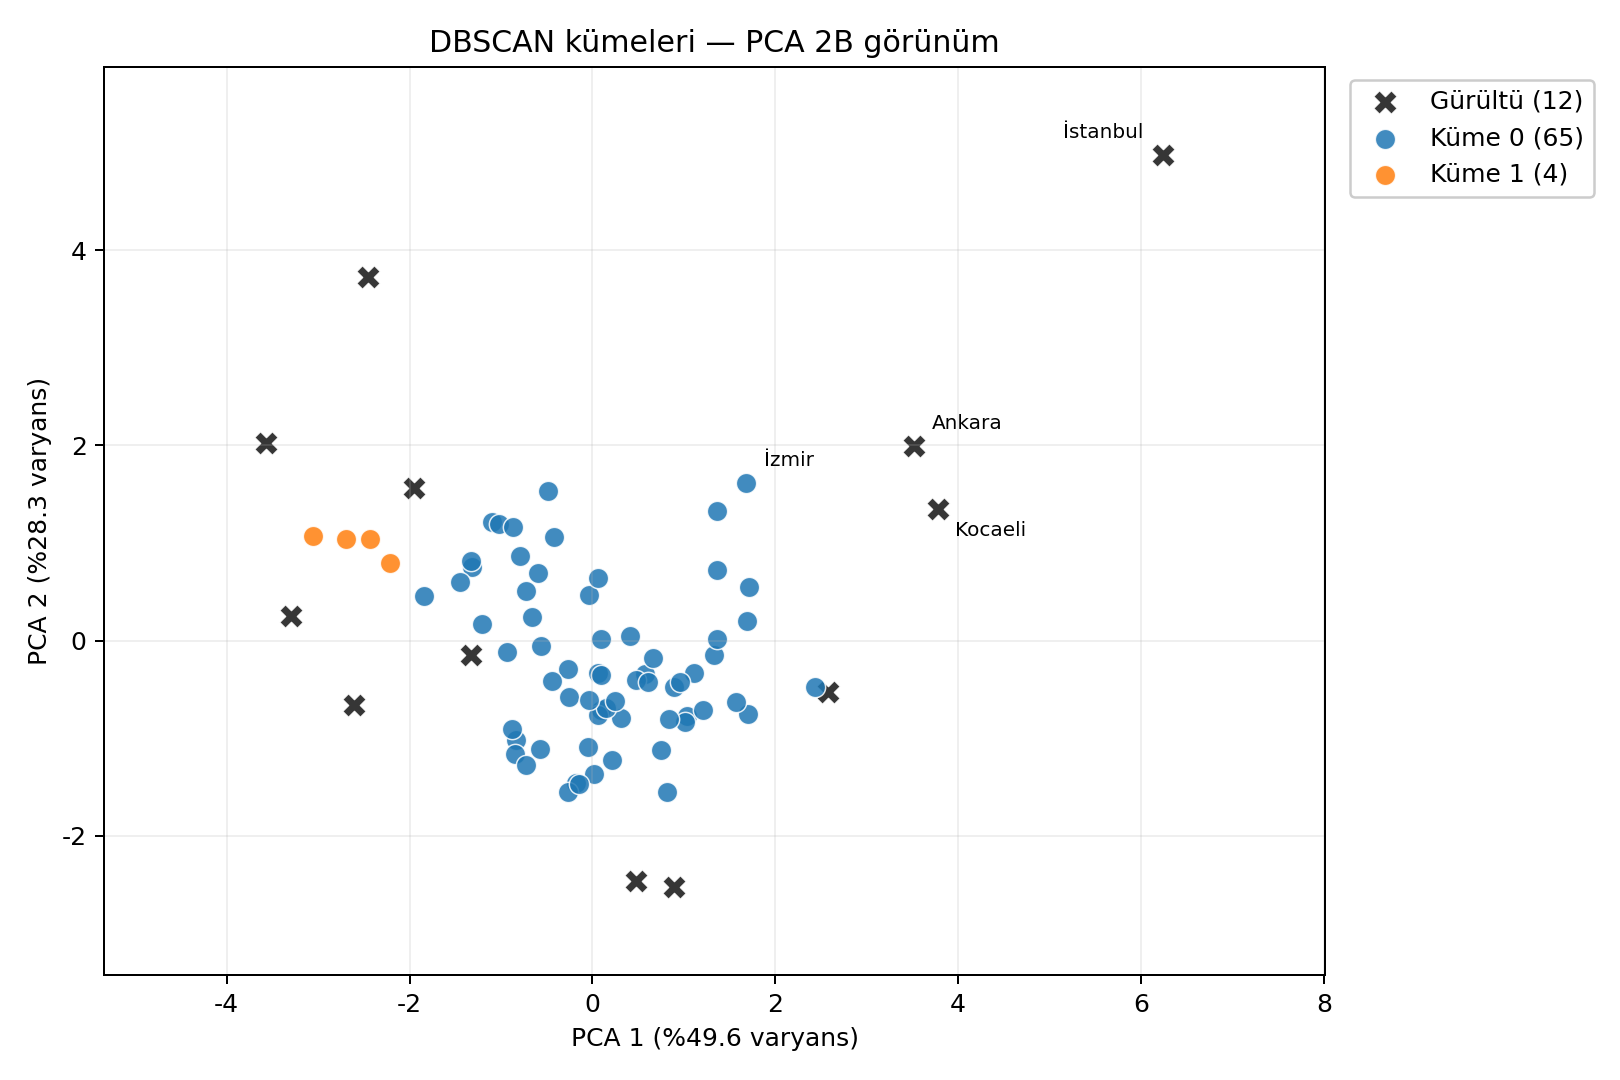 DBSCAN kümeleri — PCA 2B görünüm
Gürültü (12)
Küme 0 (65)
Küme 1 (4)
İstanbul
Ankara
İzmir
Kocaeli
4
2
0
-2
PCA 2 (%28.3 varyans)
-4
-2
0
2
4
6
8
PCA 1 (%49.6 varyans)